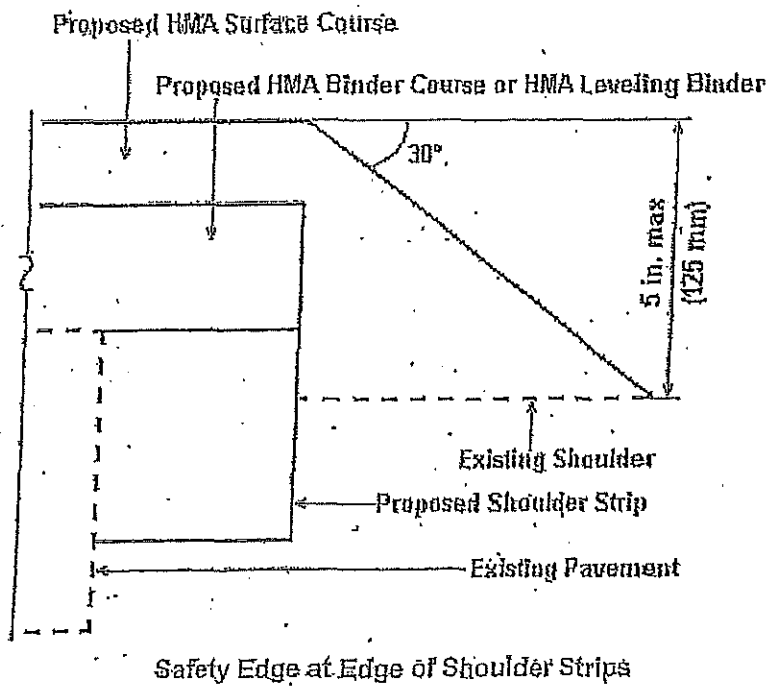 Proposed HMA Surface Course
Proposed HMA Binder Course or HMA Leveling Binder
30°
5 in. max
(125 mm)
Existing Shoulder
Proposed Shoulder Strip
Existing Pavement
Safety Edge at Edge of Shoulder Strips